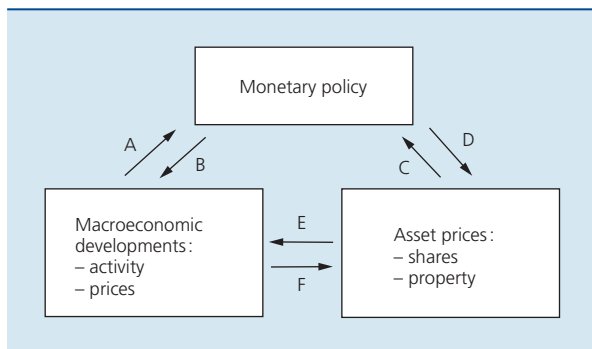 Monetary policy
A
B
D
C
Macroeconomic
developments:
– activity
– prices
E
F
Asset prices:
– shares
– property